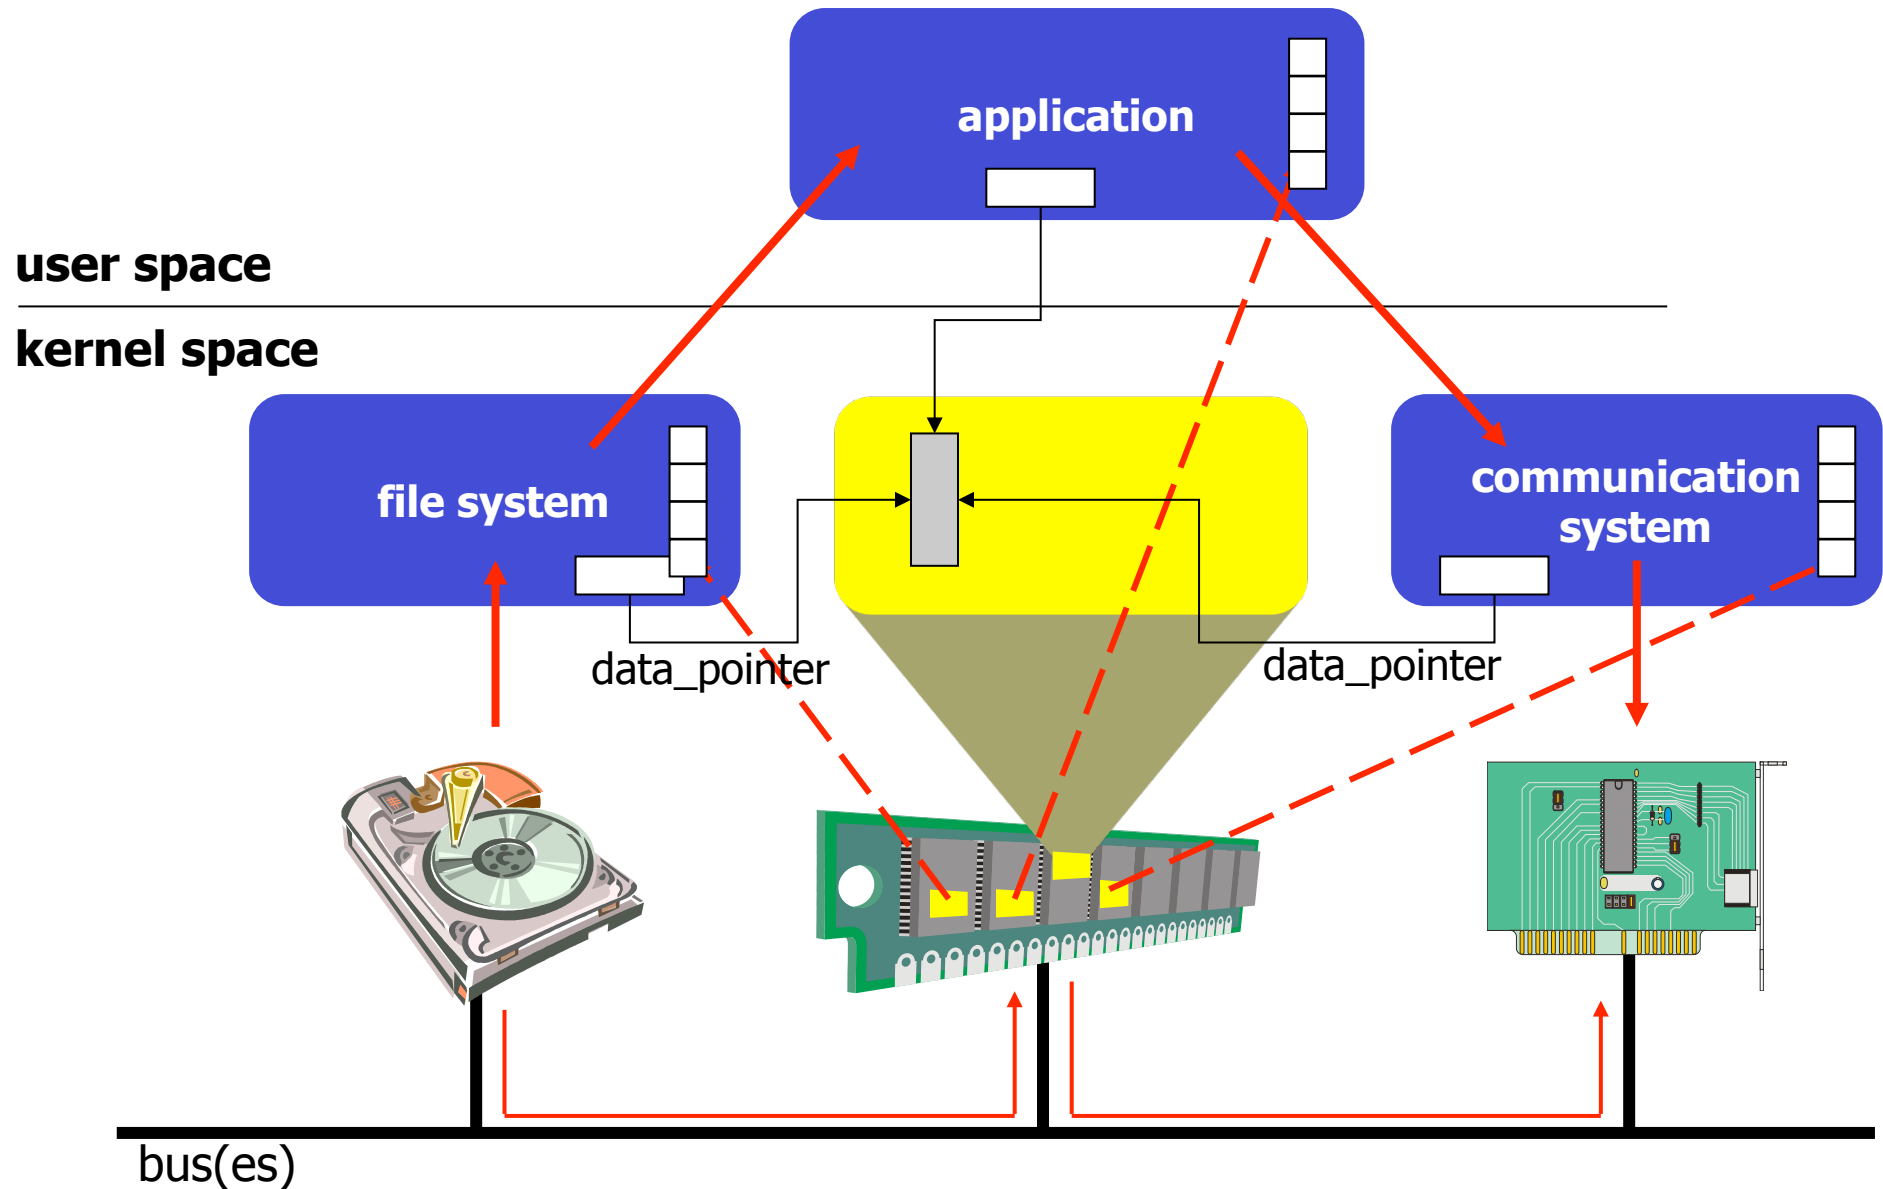 application
user space
kernel space
file system
communication
system
data_pointer
data_pointer
bus(es)